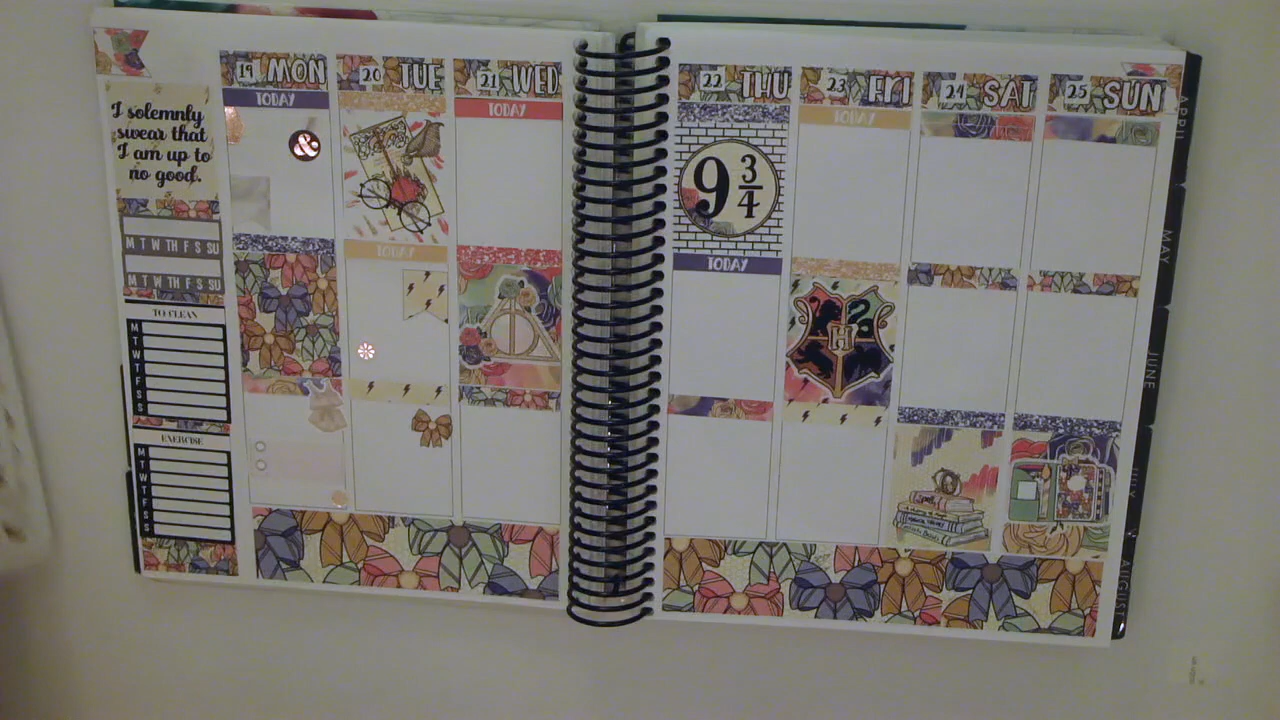 I solemnly
swear that
I am up to
no good.
M T W TH F S SU
M T W TH F S SU
TO CLEAN
M
T
W
T
F
S
S
EXERCISE
M
T
W
T
F
S
S
19 MON
TODAY
&
20 TUE
TODAY
21 WED
TODAY
22 THU
9 3/4
TODAY
23 FRI
TODAY
H
24 SAT
25 SUN
APRIL
MAY
JUNE
JULY
AUGUST